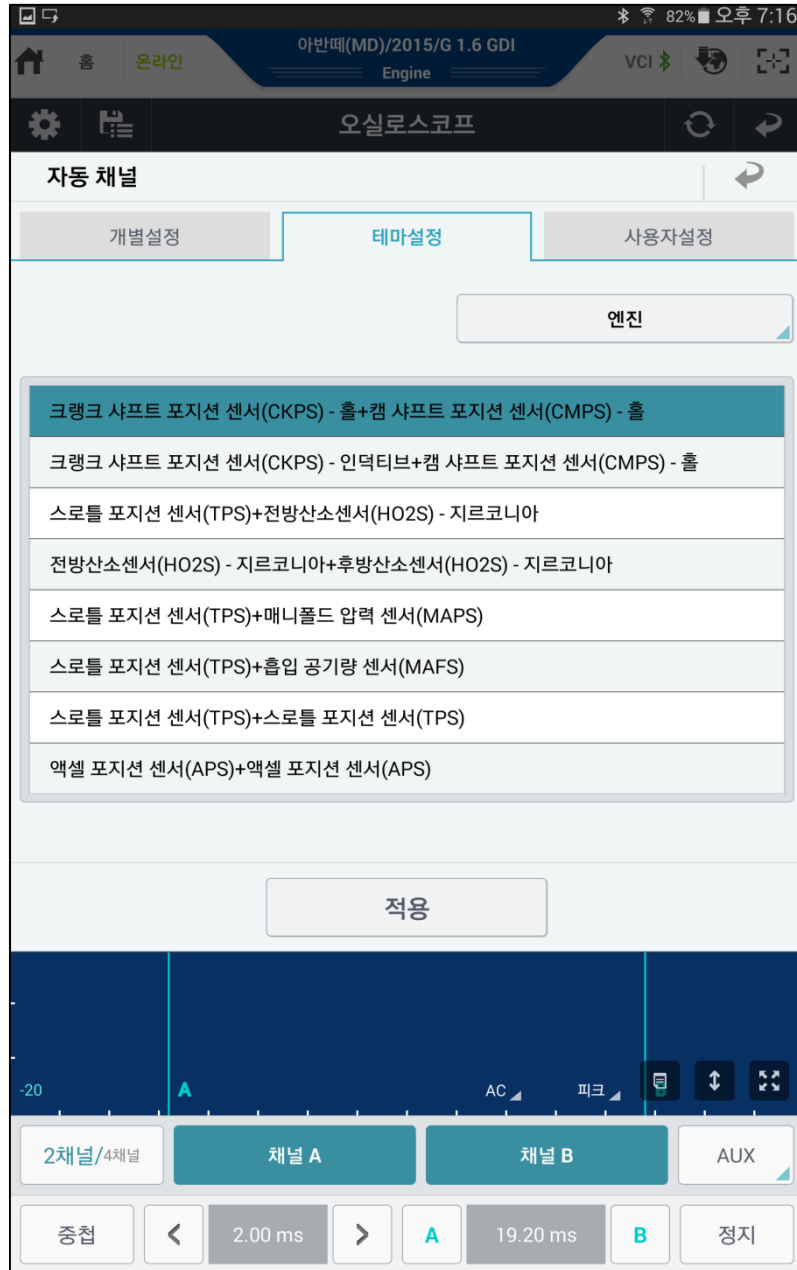 82% 오후 7:16
홈 온라인 아반떼(MD)/2015/G 1.6 GDI VCI
Engine
오실로스코프
자동 채널
개별설정 테마설정 사용자설정
엔진
크랭크 샤프트 포지션 센서(CKPS) - 홀+캠 샤프트 포지션 센서(CMPS) - 홀
크랭크 샤프트 포지션 센서(CKPS) - 인덕티브+캠 샤프트 포지션 센서(CMPS) - 홀
스로틀 포지션 센서(TPS)+전방산소센서(HO2S) - 지르코니아
전방산소센서(HO2S) - 지르코니아+후방산소센서(HO2S) - 지르코니아
스로틀 포지션 센서(TPS)+매니폴드 압력 센서(MAPS)
스로틀 포지션 센서(TPS)+흡입 공기량 센서(MAFS)
스로틀 포지션 센서(TPS)+스로틀 포지션 센서(TPS)
액셀 포지션 센서(APS)+액셀 포지션 센서(APS)
적용
-20 A AC 피크 B
2채널/4채널 채널 A 채널 B AUX
중첩 < 2.00 ms > A 19.20 ms B 정지